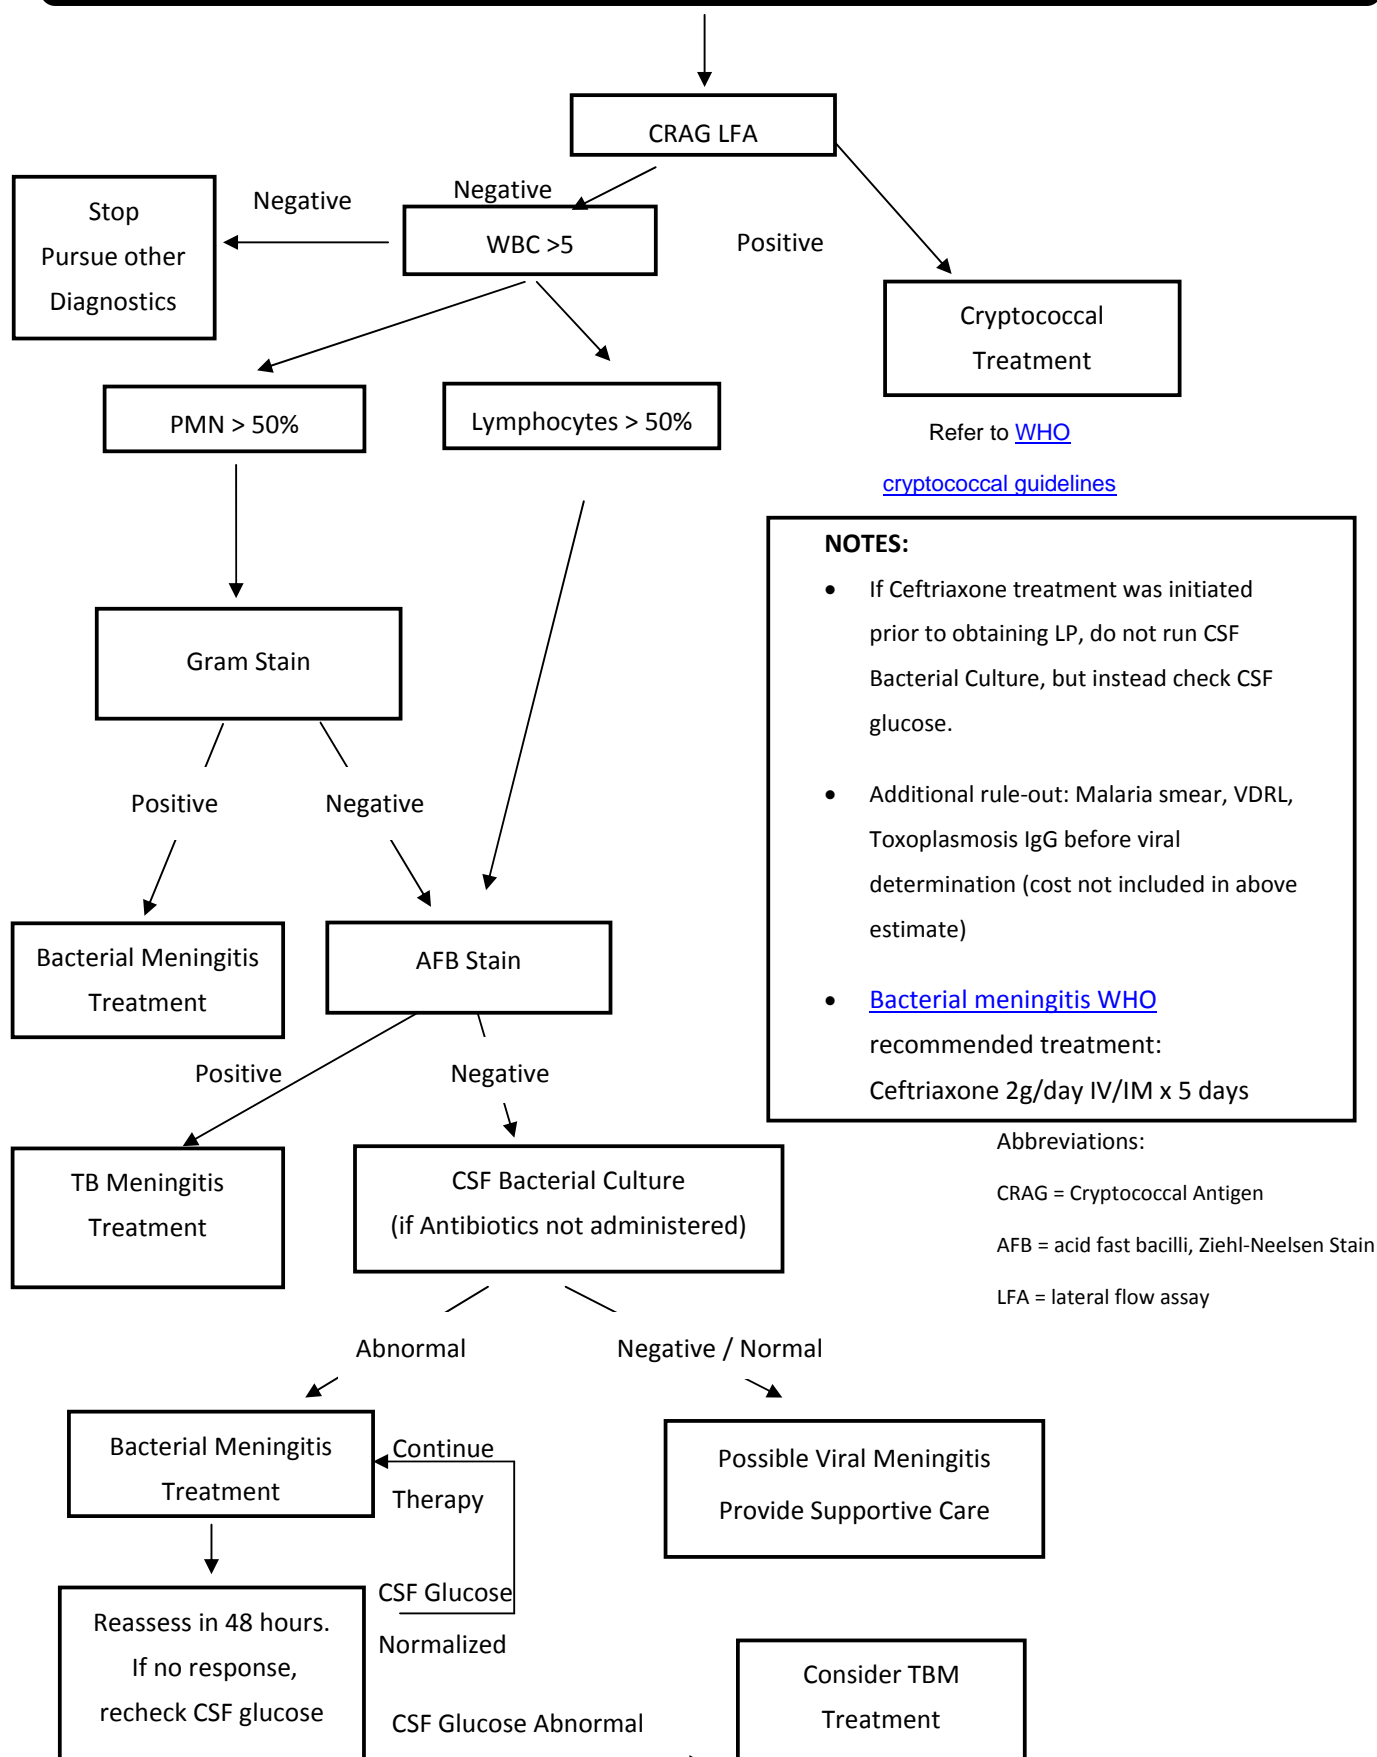 CRAG LFA
Negative
Negative
Stop
Pursue other
Diagnostics
WBC >5
Positive
Cryptococcal
Treatment
PMN > 50%
Lymphocytes > 50%
Refer to WHO
cryptococcal guidelines
NOTES:
• If Ceftriaxone treatment was initiated
prior to obtaining LP, do not run CSF
Bacterial Culture, but instead check CSF
glucose.
• Additional rule-out: Malaria smear, VDRL,
Toxoplasmosis IgG before viral
determination (cost not included in above
estimate)
• Bacterial meningitis WHO
recommended treatment:
Ceftriaxone 2g/day IV/IM x 5 days
Gram Stain
Positive
Negative
Bacterial Meningitis
Treatment
AFB Stain
Positive
Negative
TB Meningitis
Treatment
CSF Bacterial Culture
(if Antibiotics not administered)
Abbreviations:
CRAG = Cryptococcal Antigen
AFB = acid fast bacilli, Ziehl-Neelsen Stain
LFA = lateral flow assay
Abnormal
Negative / Normal
Bacterial Meningitis
Treatment
Continue
Therapy
Possible Viral Meningitis
Provide Supportive Care
CSF Glucose
Normalized
Reassess in 48 hours.
If no response,
recheck CSF glucose
CSF Glucose Abnormal
Consider TBM
Treatment